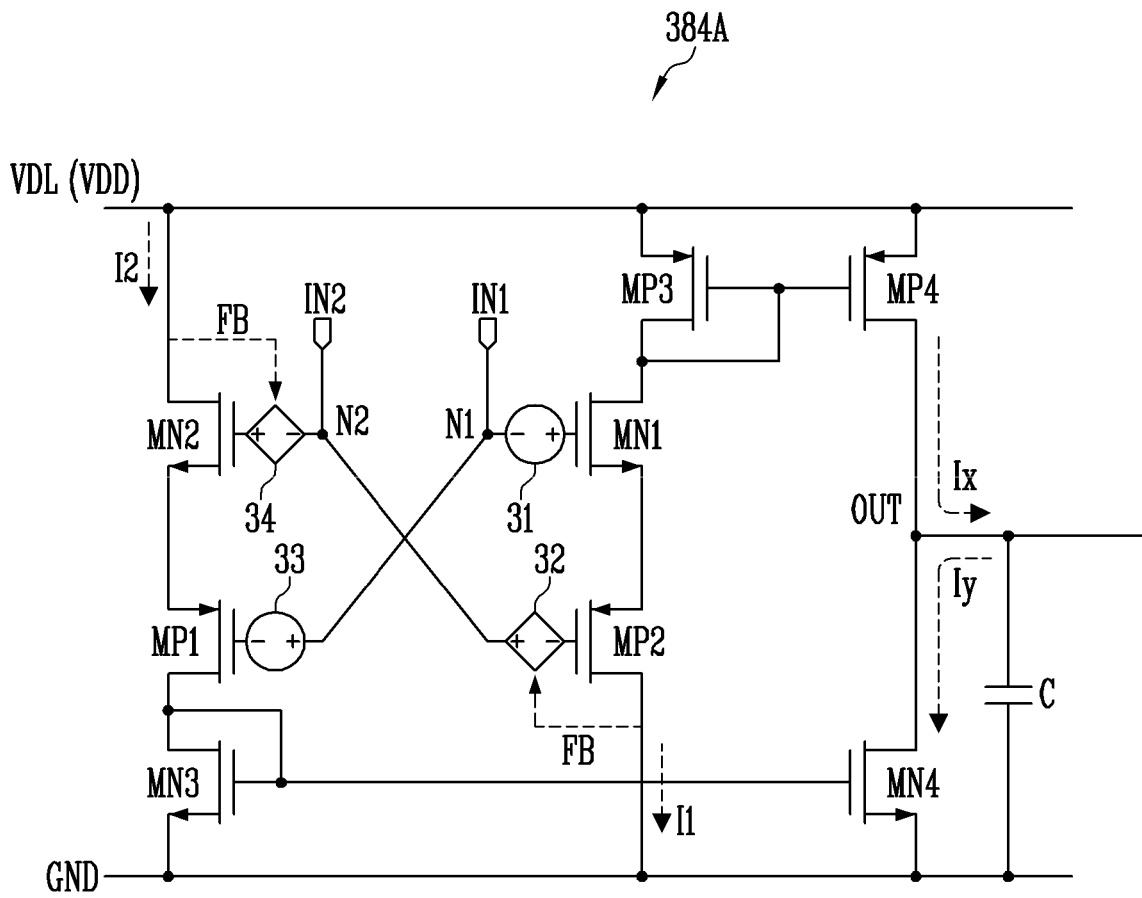 384A
VDL (VDD)
I2
FB
IN2
IN1
MP3
MP4
MN2
+
-
N2
N1
-
+
MN1
34
31
Ix
OUT
33
32
Iy
MP1
-
+
+
-
MP2
C
FB
MN3
I1
MN4
GND